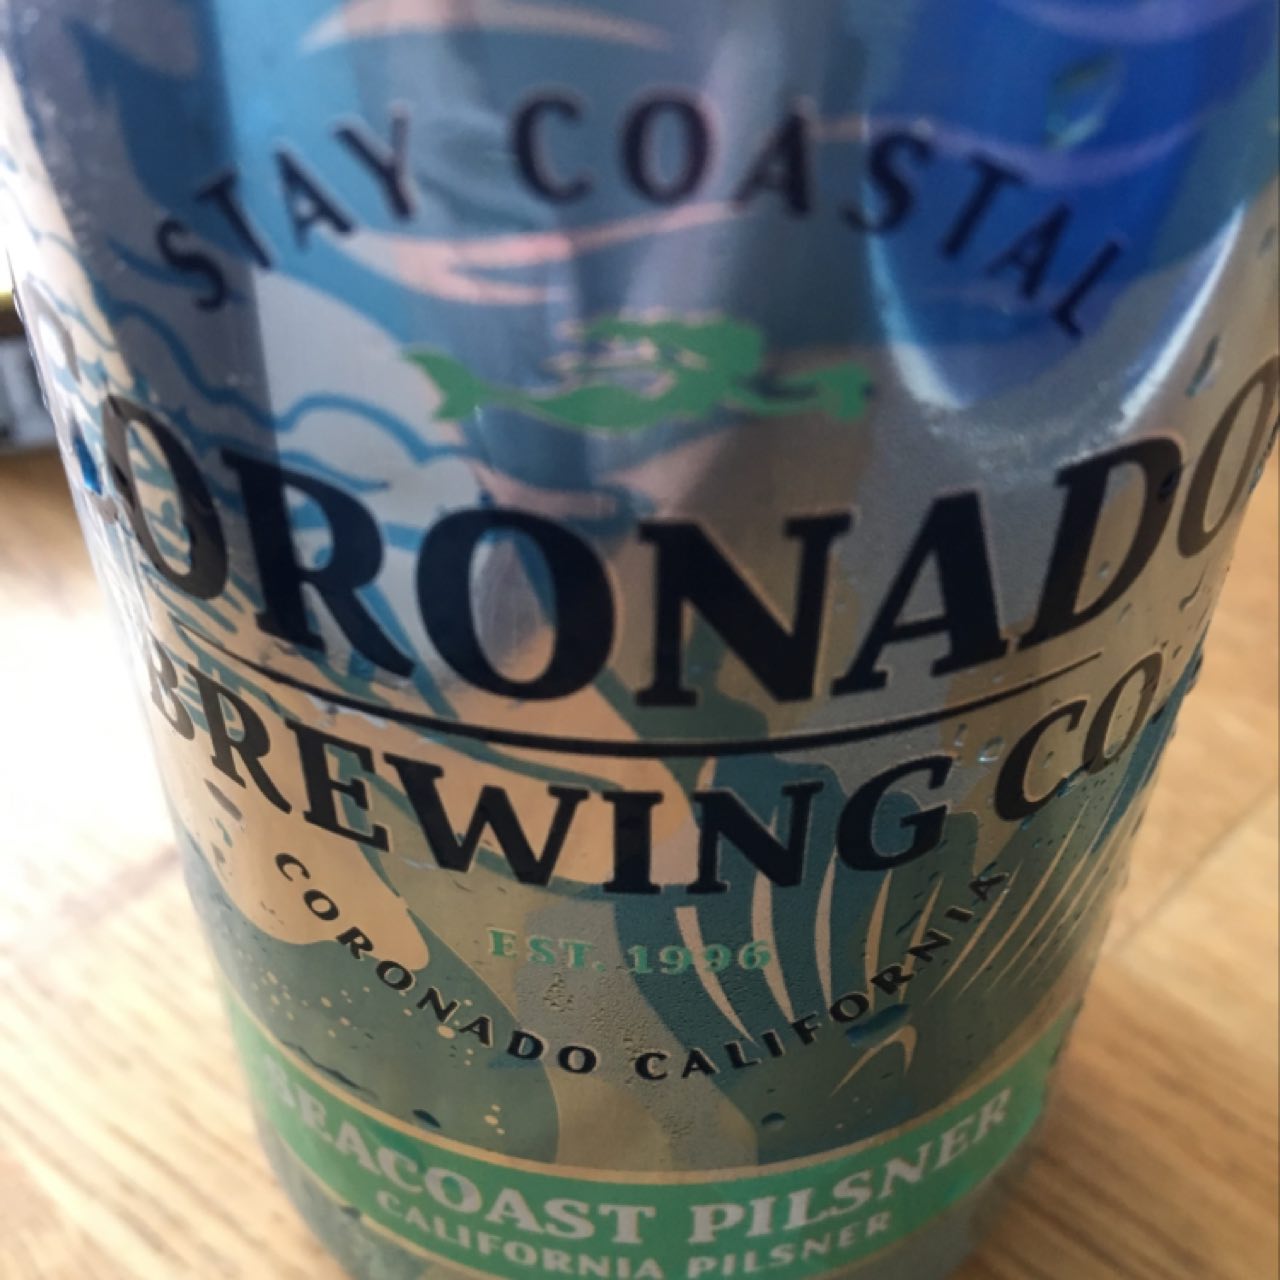 STAY COASTAL
CORONADO
BREWING CO.
EST. 1996
CORONADO CALIFORNIA
SEACOAST PILSNER
CALIFORNIA PILSNER